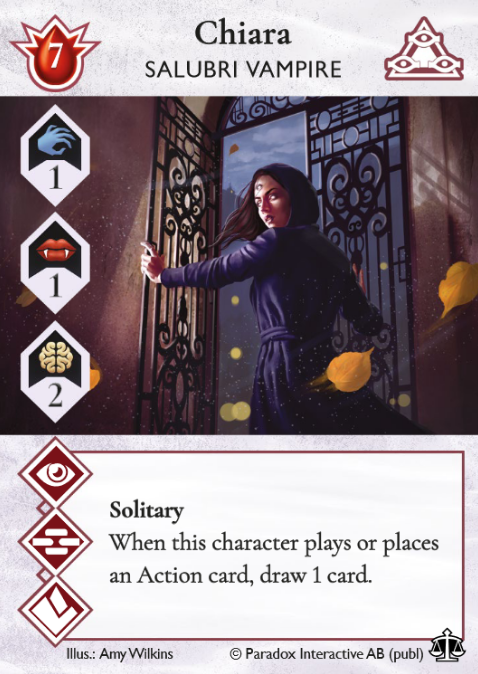 Chiara
7
SALUBRI VAMPIRE
1
1
2
Solitary
When this character plays or places
an Action card, draw 1 card.
Illus.: Amy Wilkins
© Paradox Interactive AB (publ)